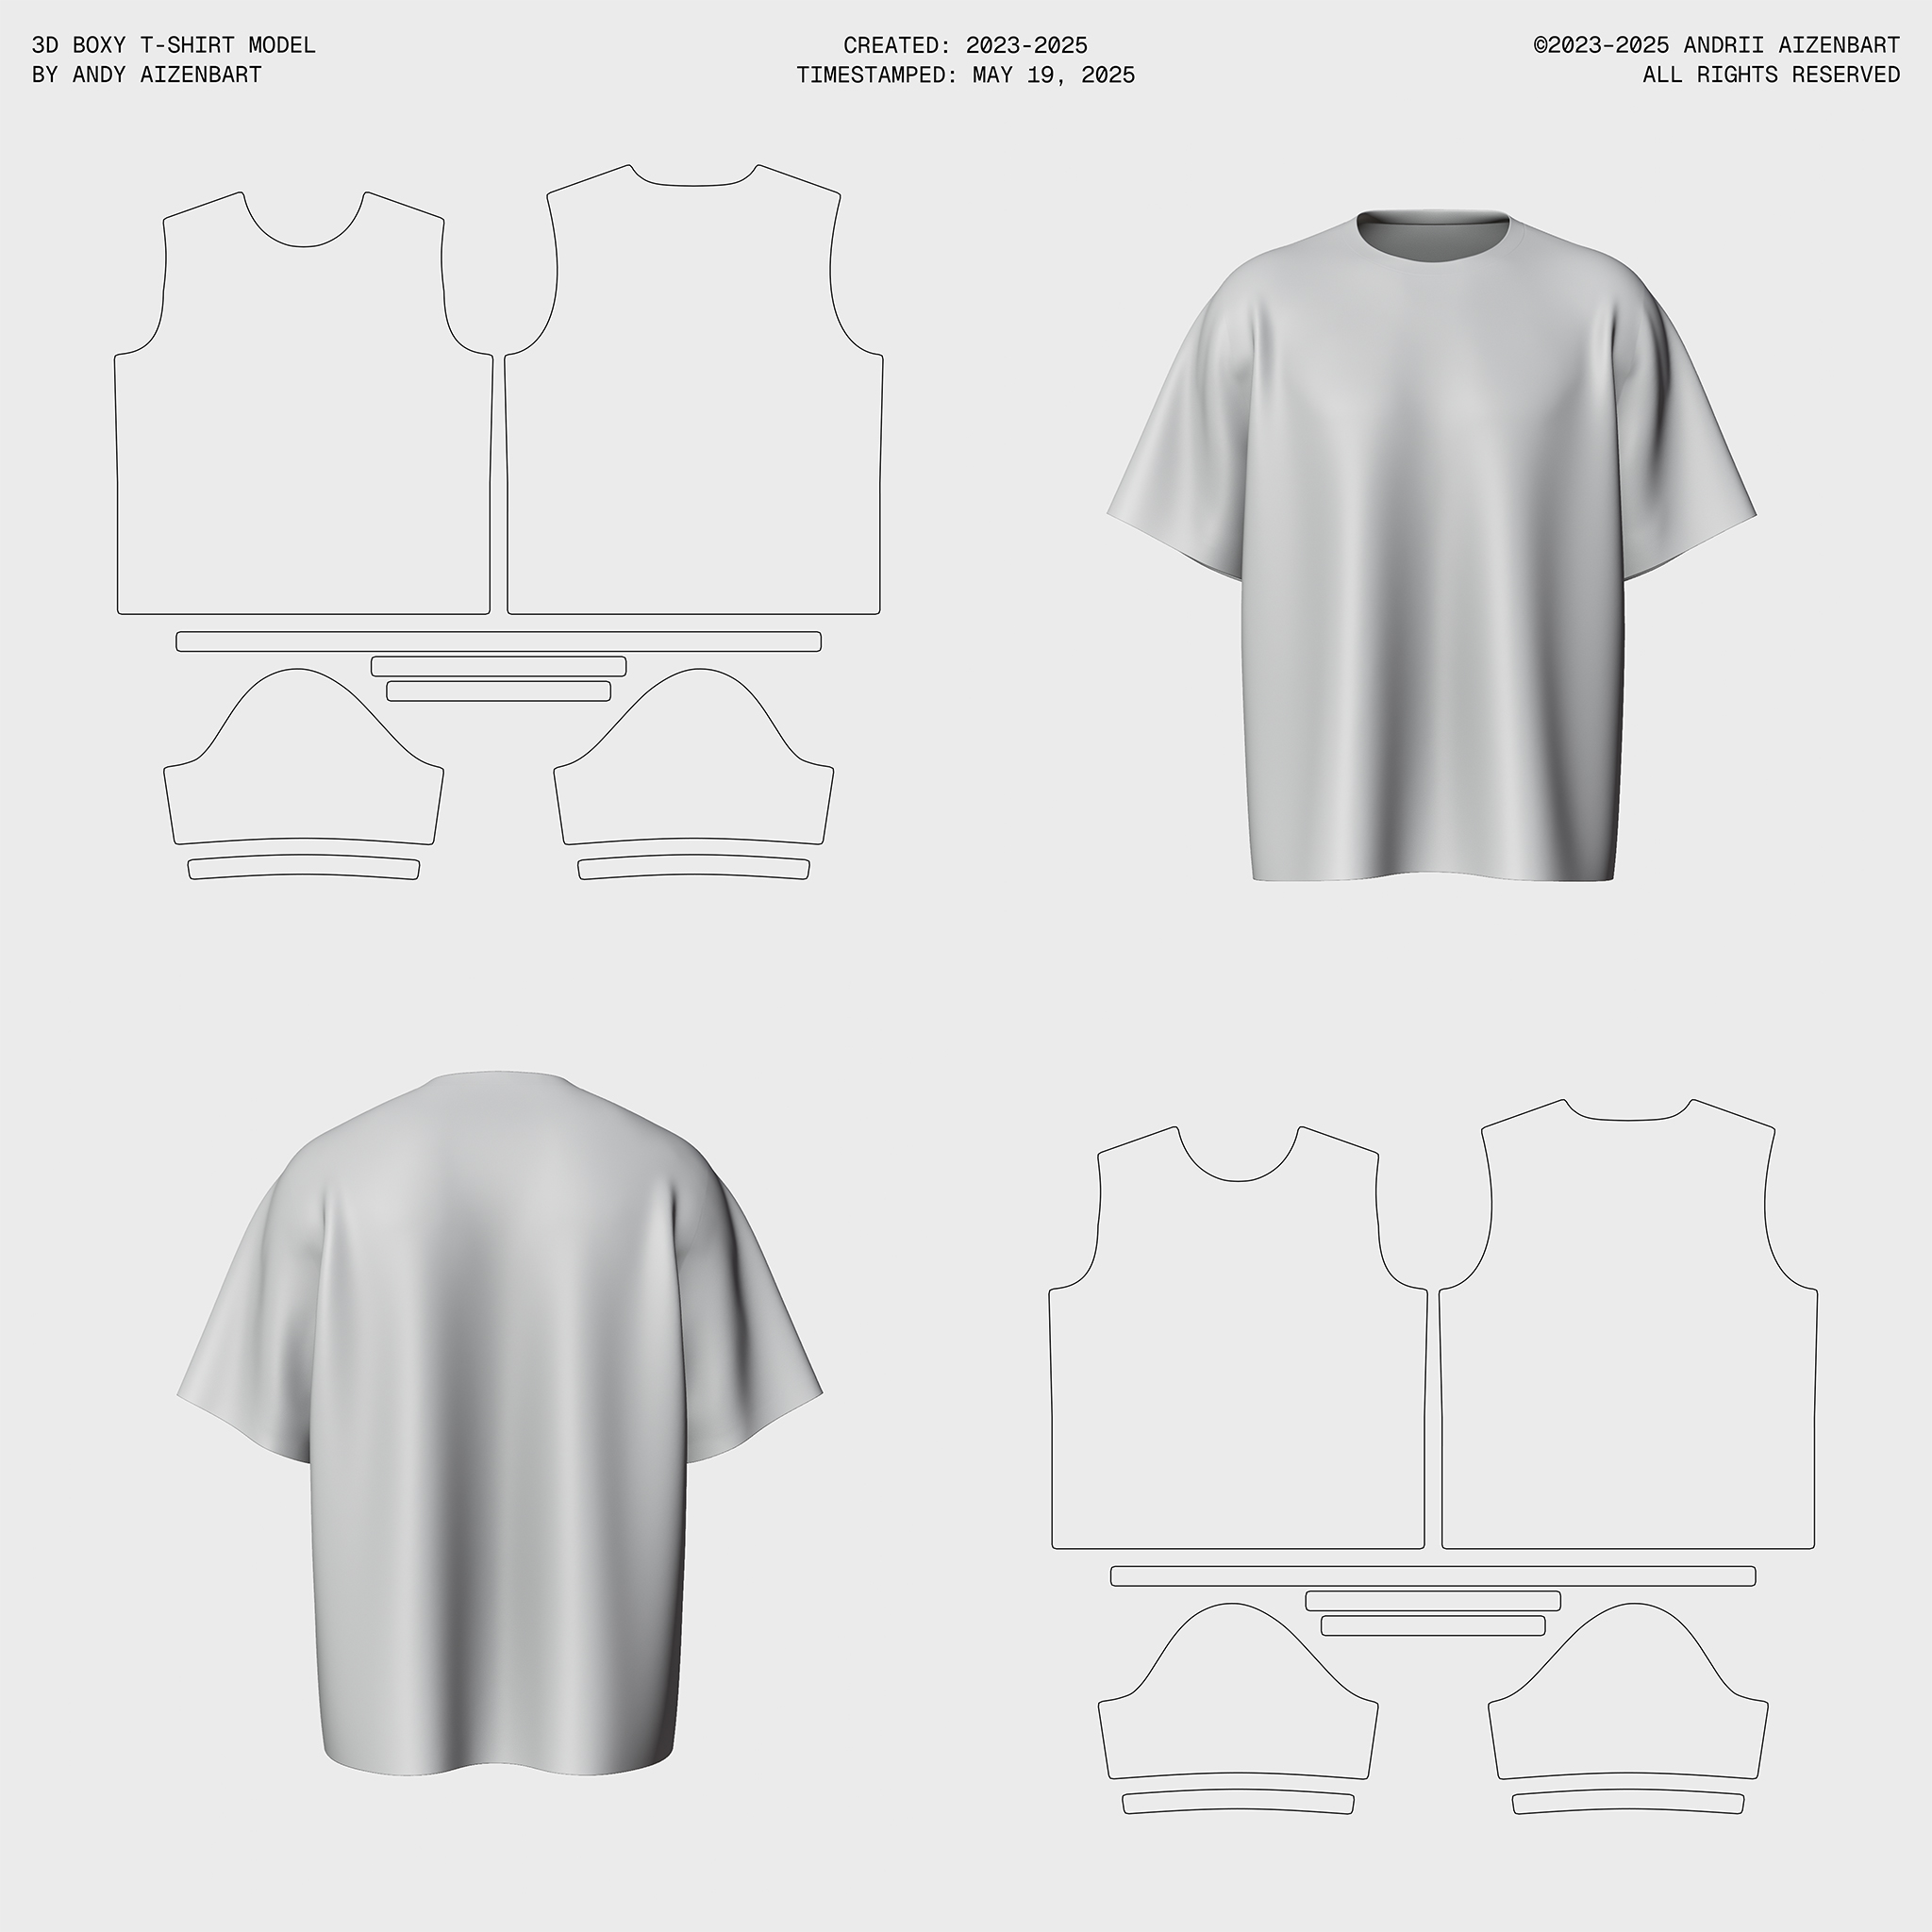 3D BOXY T-SHIRT MODEL
BY ANDY AIZENBART
CREATED: 2023-2025
TIMESTAMPED: MAY 19, 2025
©2023-2025 ANDRII AIZENBART
ALL RIGHTS RESERVED